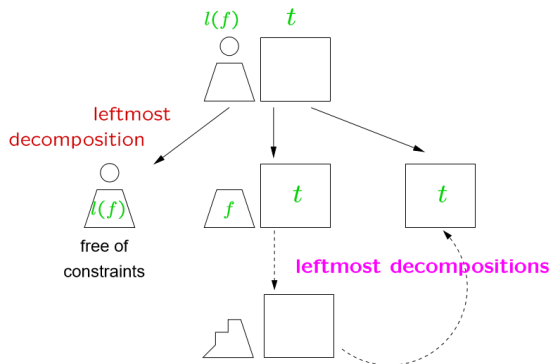 l(f) t
leftmost
decomposition
l(f)
f
t
t
free of
constraints
leftmost decompositions